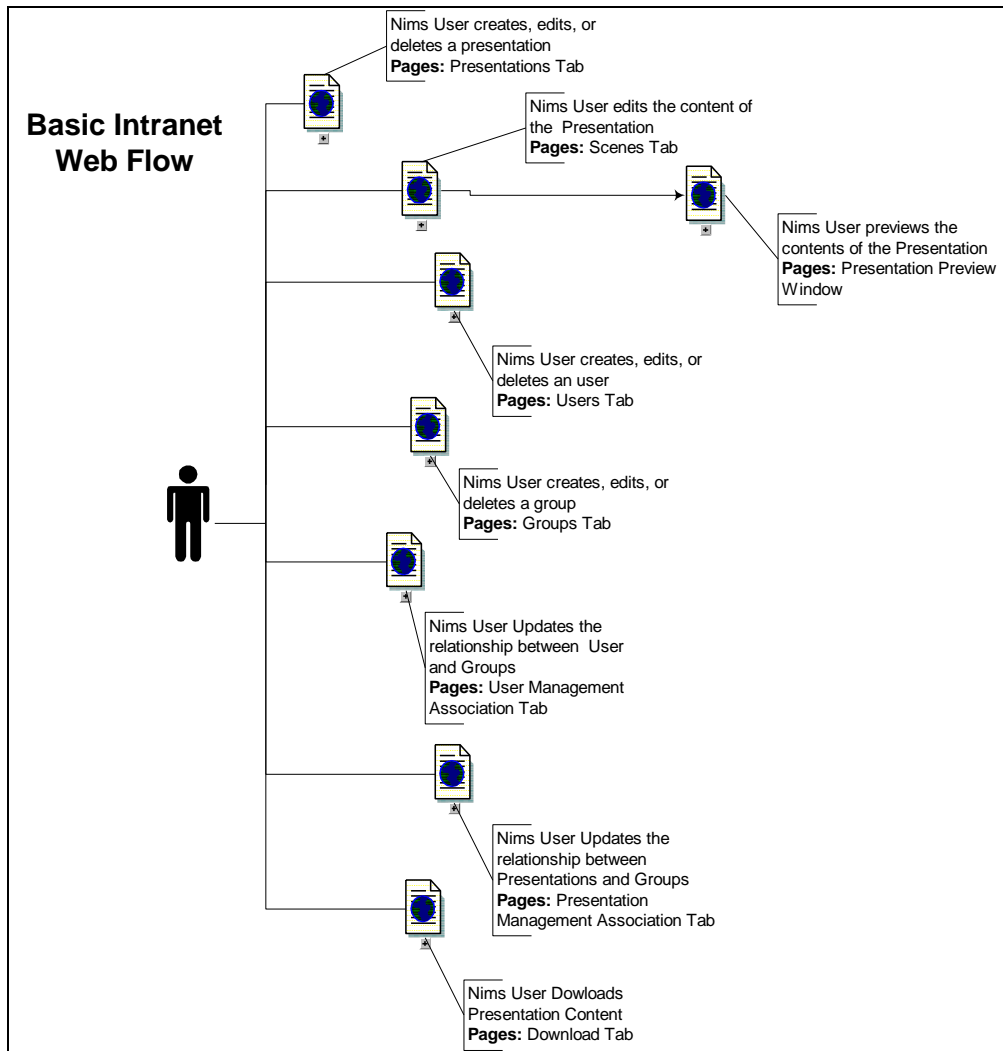 Nims User creates, edits, or
deletes a presentation
Pages: Presentations Tab
Basic Intranet
Web Flow
Nims User edits the content of
the Presentation
Pages: Scenes Tab
Nims User previews the
contents of the Presentation
Pages: Presentation Preview
Window
Nims User creates, edits, or
deletes an user
Pages: Users Tab
Nims User creates, edits, or
deletes a group
Pages: Groups Tab
Nims User Updates the
relationship between User
and Groups
Pages: User Management
Association Tab
Nims User Updates the
relationship between
Presentations and Groups
Pages: Presentation
Management Association Tab
Nims User Dowloads
Presentation Content
Pages: Download Tab